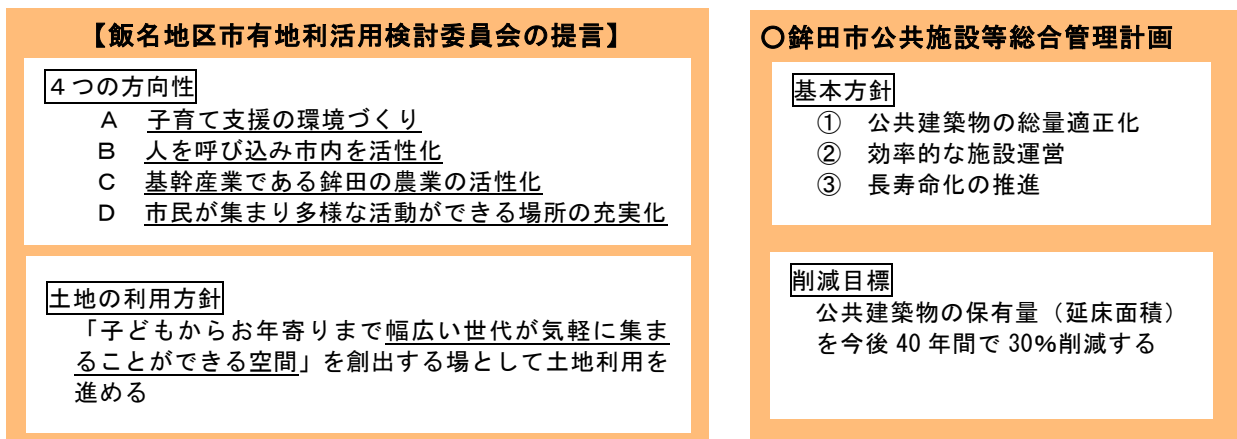 【飯名地区市有地利活用検討委員会の提言】
４つの方向性
Ａ 子育て支援の環境づくり
Ｂ 人を呼び込み市内を活性化
Ｃ 基幹産業である鉾田の農業の活性化
Ｄ 市民が集まり多様な活動ができる場所の充実化
土地の利用方針
「子どもからお年寄りまで幅広い世代が気軽に集ま
ることができる空間」を創出する場として土地利用を
進める
〇鉾田市公共施設等総合管理計画
基本方針
① 公共建築物の総量適正化
② 効率的な施設運営
③ 長寿命化の推進
削減目標
公共建築物の保有量（延床面積）
を今後 40 年間で 30％削減する